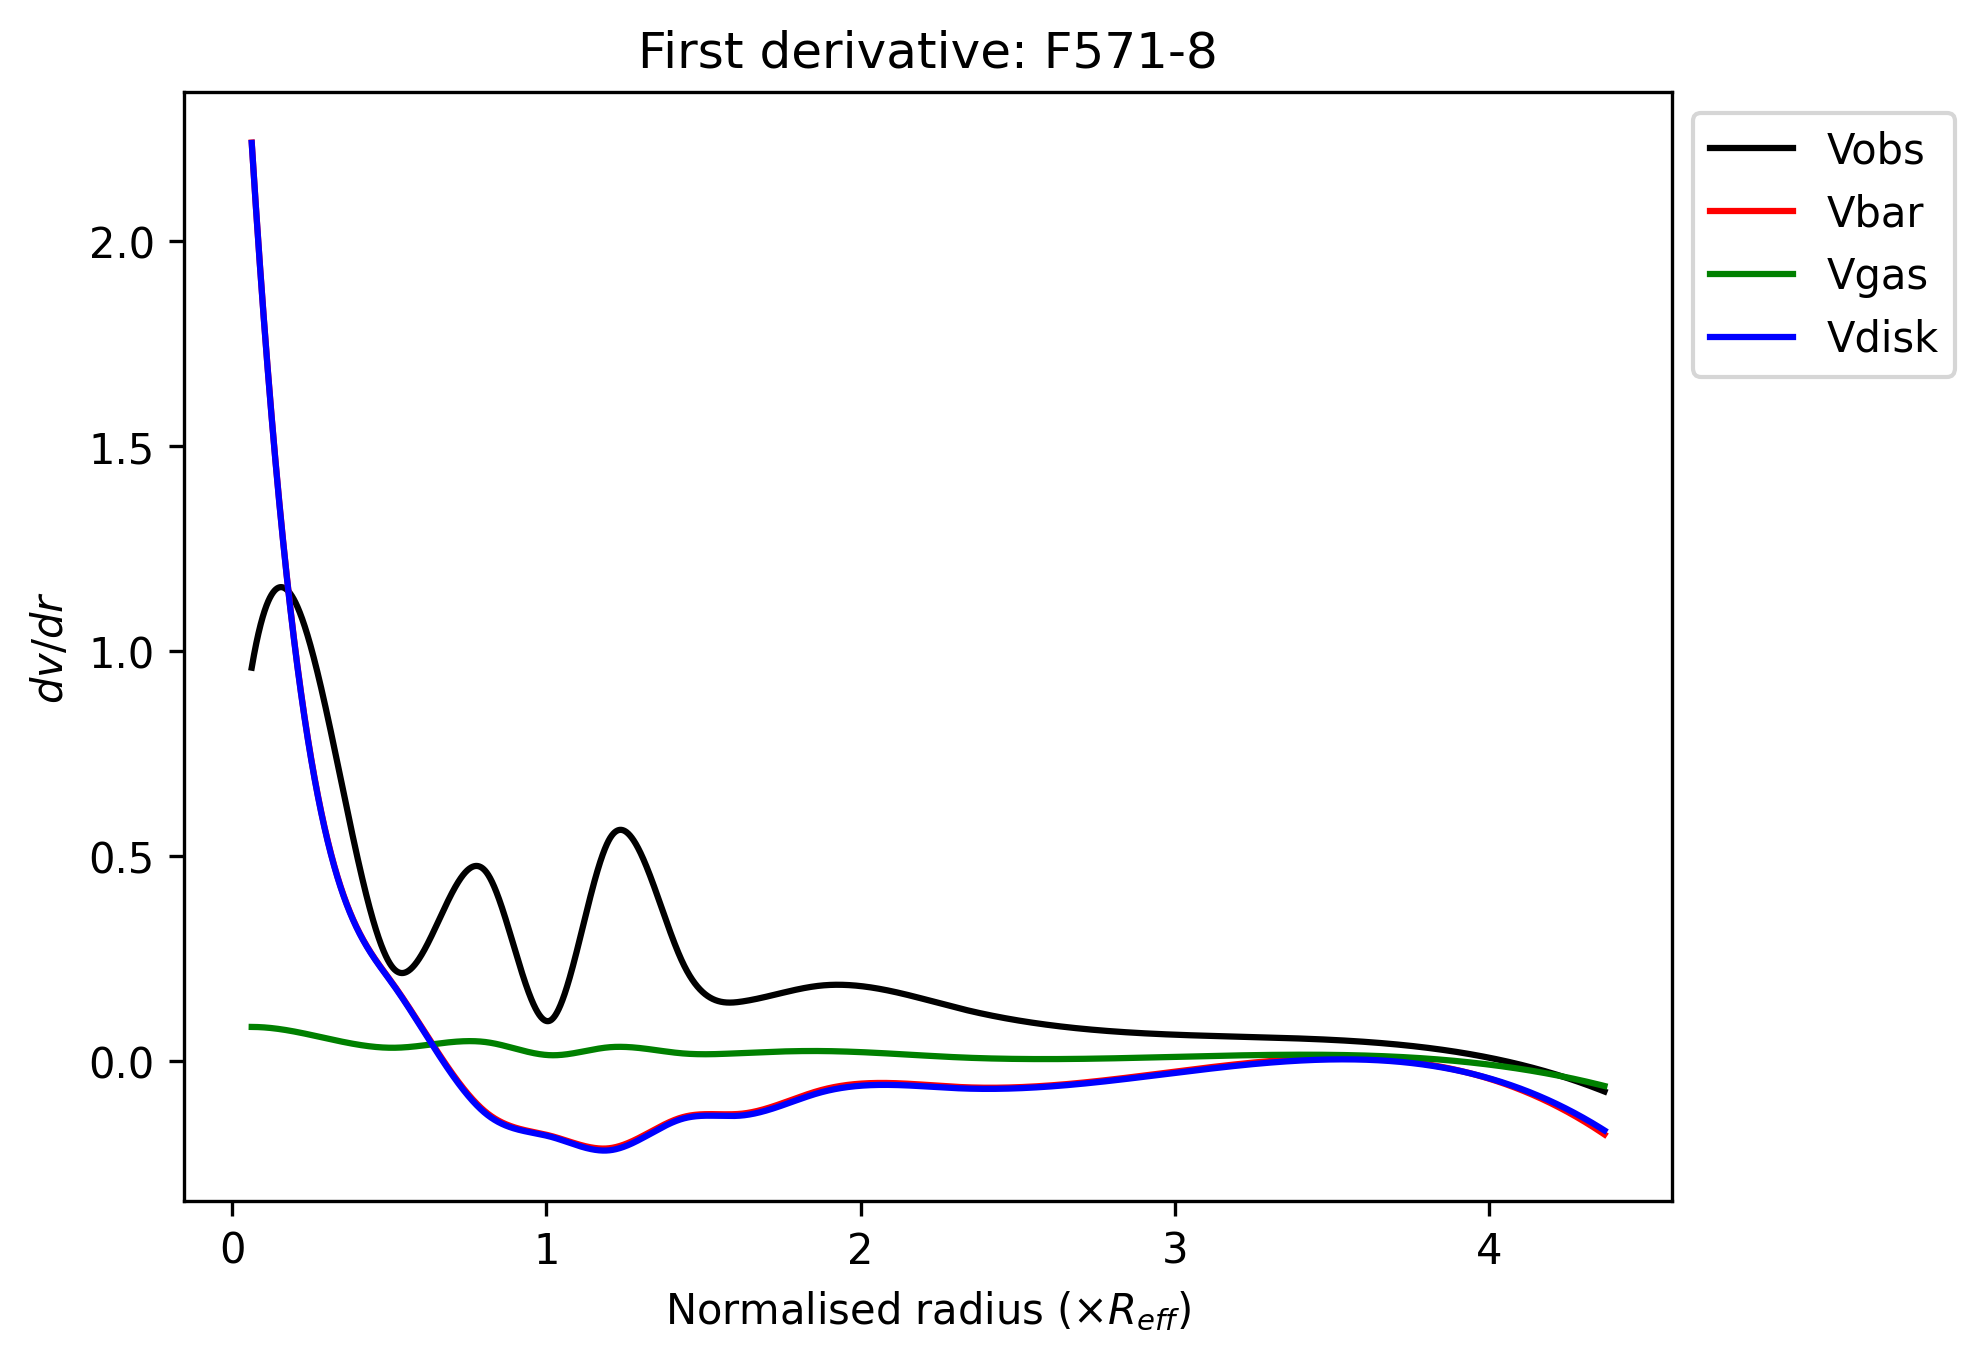 First derivative: F571-8
Vobs
Vbar
Vgas
Vdisk
dv/dr
2.0
1.5
1.0
0.5
0.0
0 1 2 3 4
Normalised radius (×R_eff)